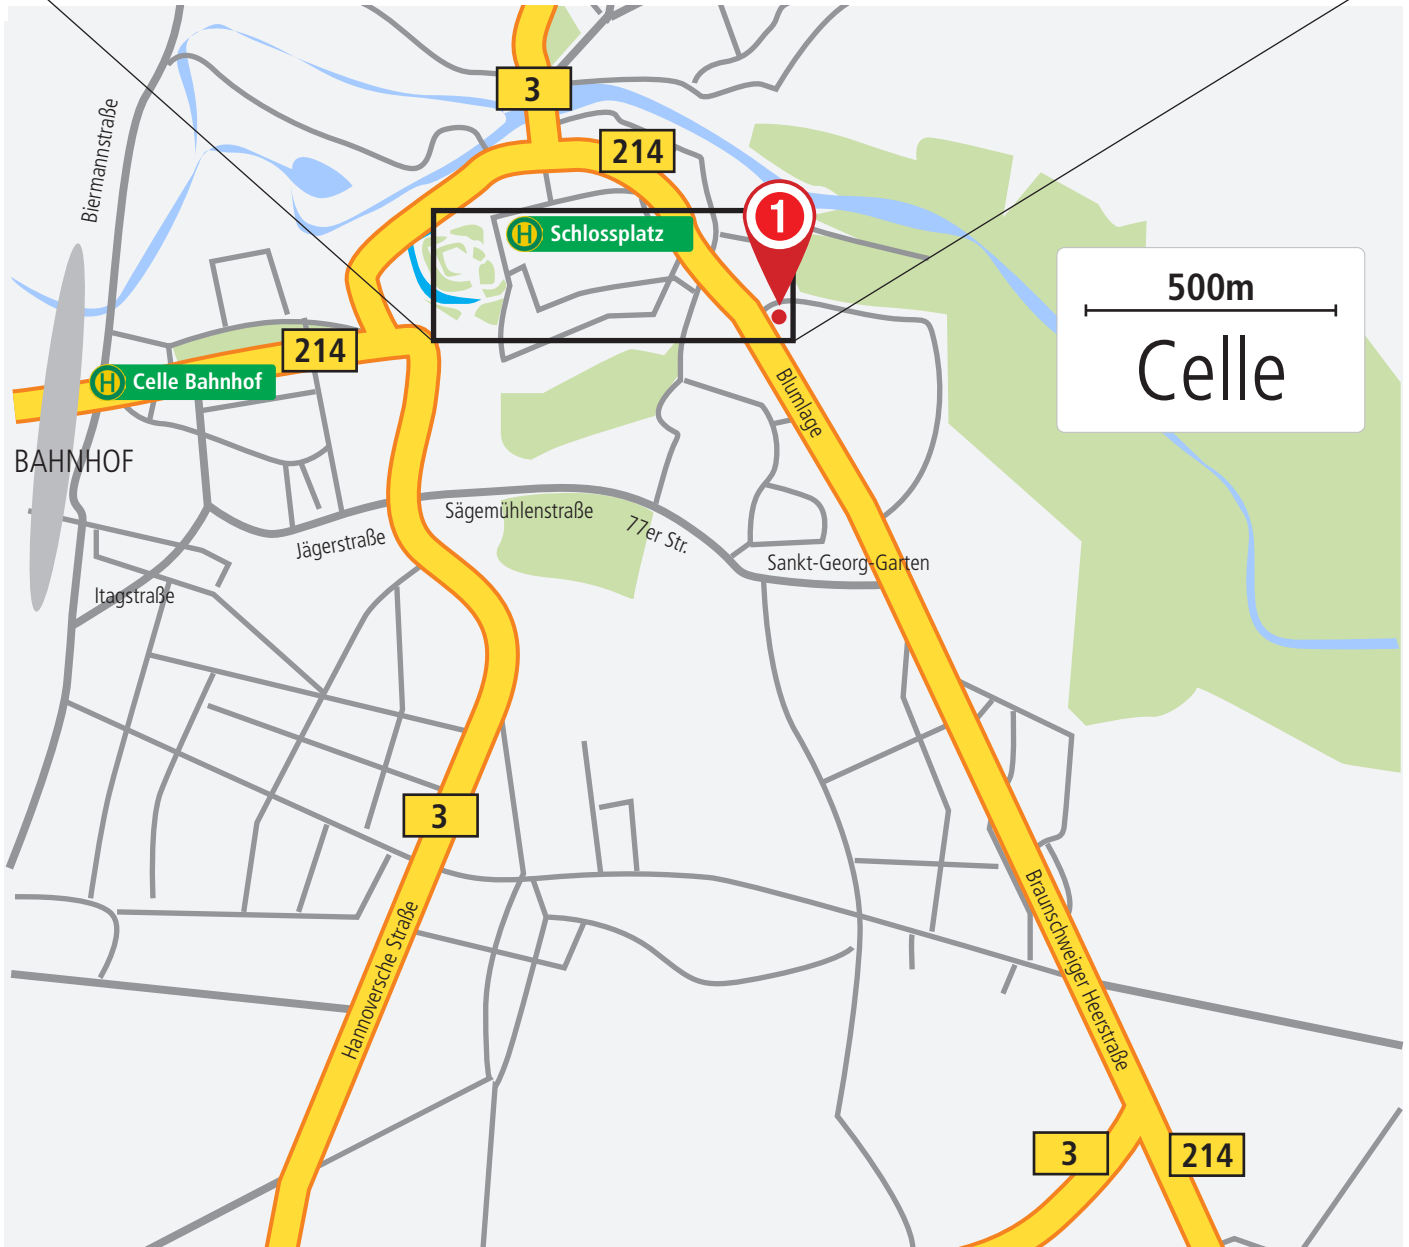 3
214
Biermannstraße
1
H Schlossplatz
500m
Celle
214
H Celle Bahnhof
Blumlage
BAHNHOF
Sägemühlenstraße
77er Str.
Jägerstraße
Sankt-Georg-Garten
Itagstraße
3
Hannoversche Straße
Braunschweiger Heerstraße
3
214